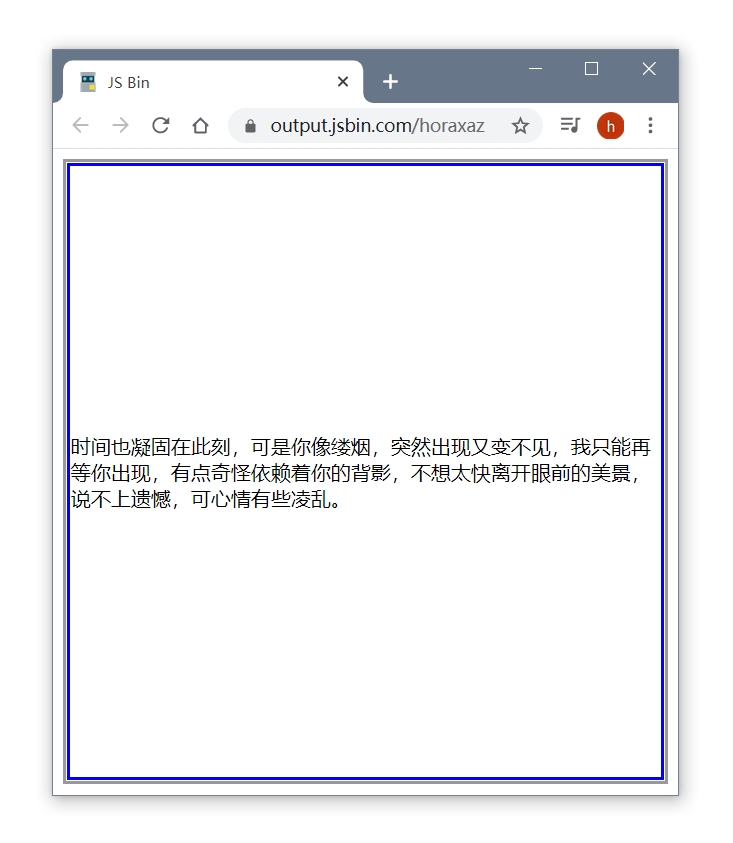 JS Bin
output.jsbin.com/horaxaz
h
时间也凝固在此刻，可是你像缕烟，突然出现又变不见，我只能再
等你出现，有点奇怪依赖着你的背影，不想太快离开眼前的美景，
说不上遗憾，可心情有些凌乱。